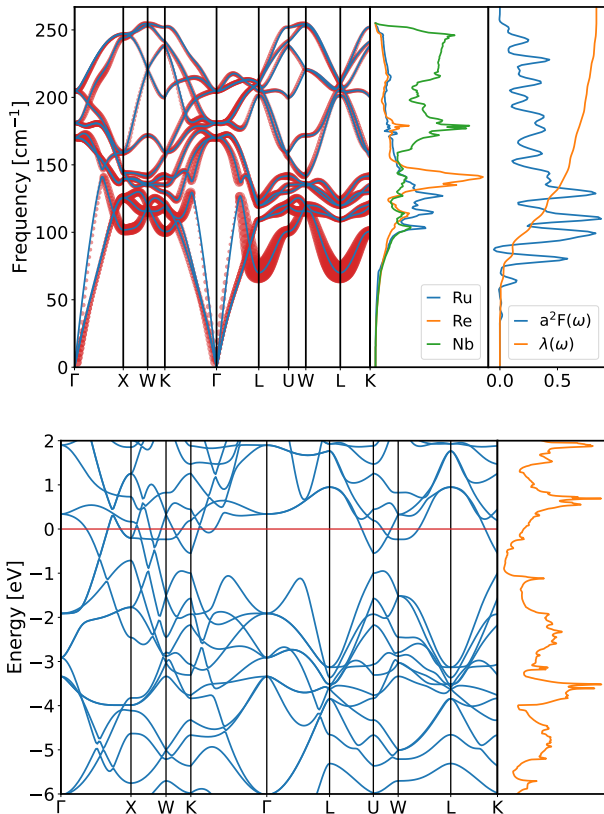 Frequency [cm⁻¹]
250
200
150
100
50
0
Γ X W K Γ L U W L K
Ru
Re
Nb
a²F(ω)
λ(ω)
0.0 0.5
Energy [eV]
2
1
0
−1
−2
−3
−4
−5
−6
Γ X W K Γ L U W L K